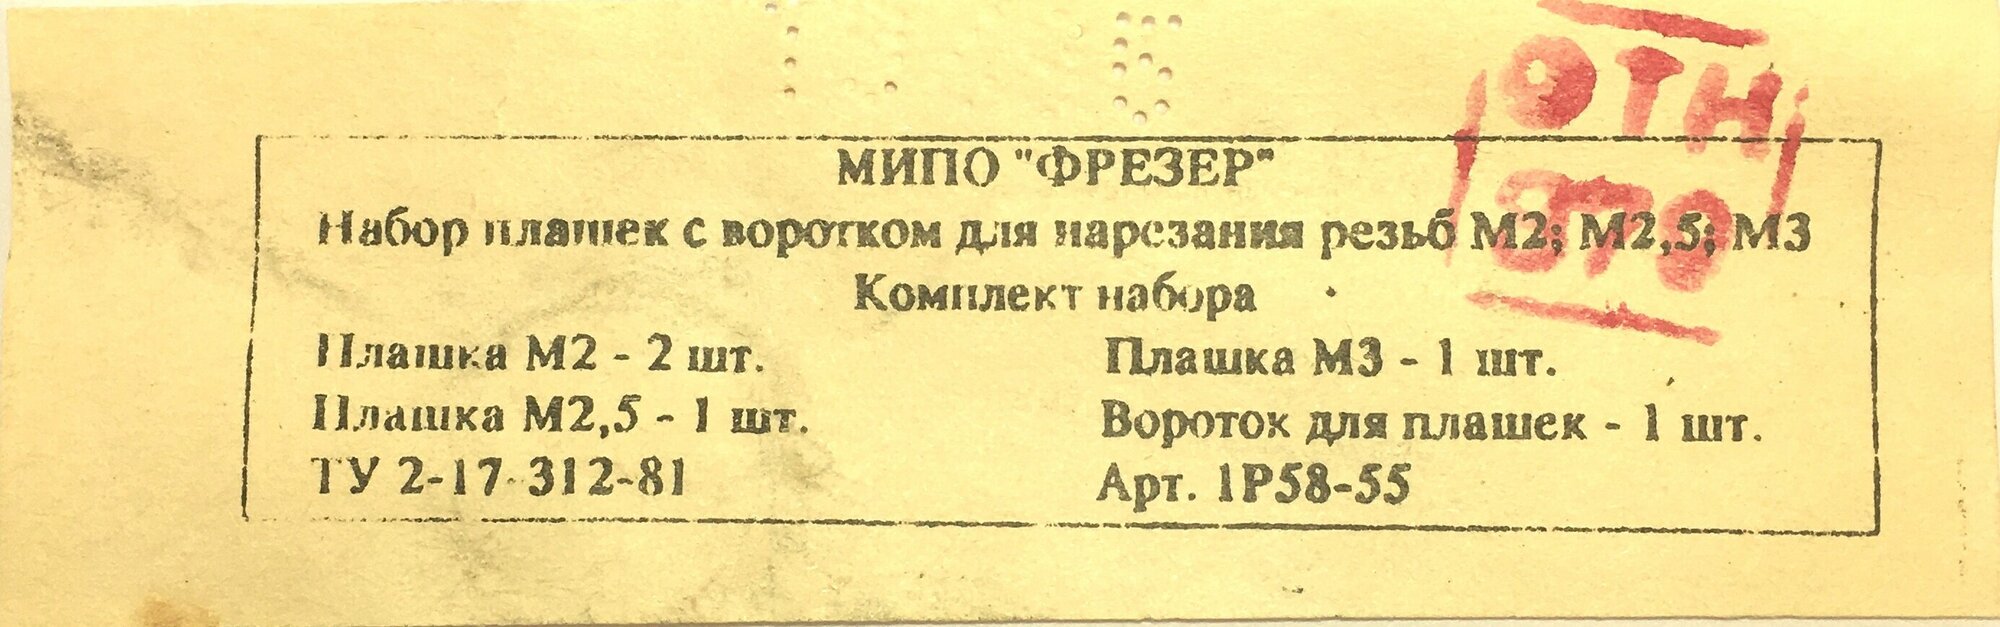 ОТН
970
МИПО "ФРЕЗЕР"
Набор плашек с воротком для нарезания резьб М2; М2,5; М3
Комплект набора
Плашка М2 - 2 шт.
Плашка М3 - 1 шт.
Плашка М2,5 - 1 шт.
Вороток для плашек - 1 шт.
ТУ 2-17-312-81
Арт. 1Р58-55